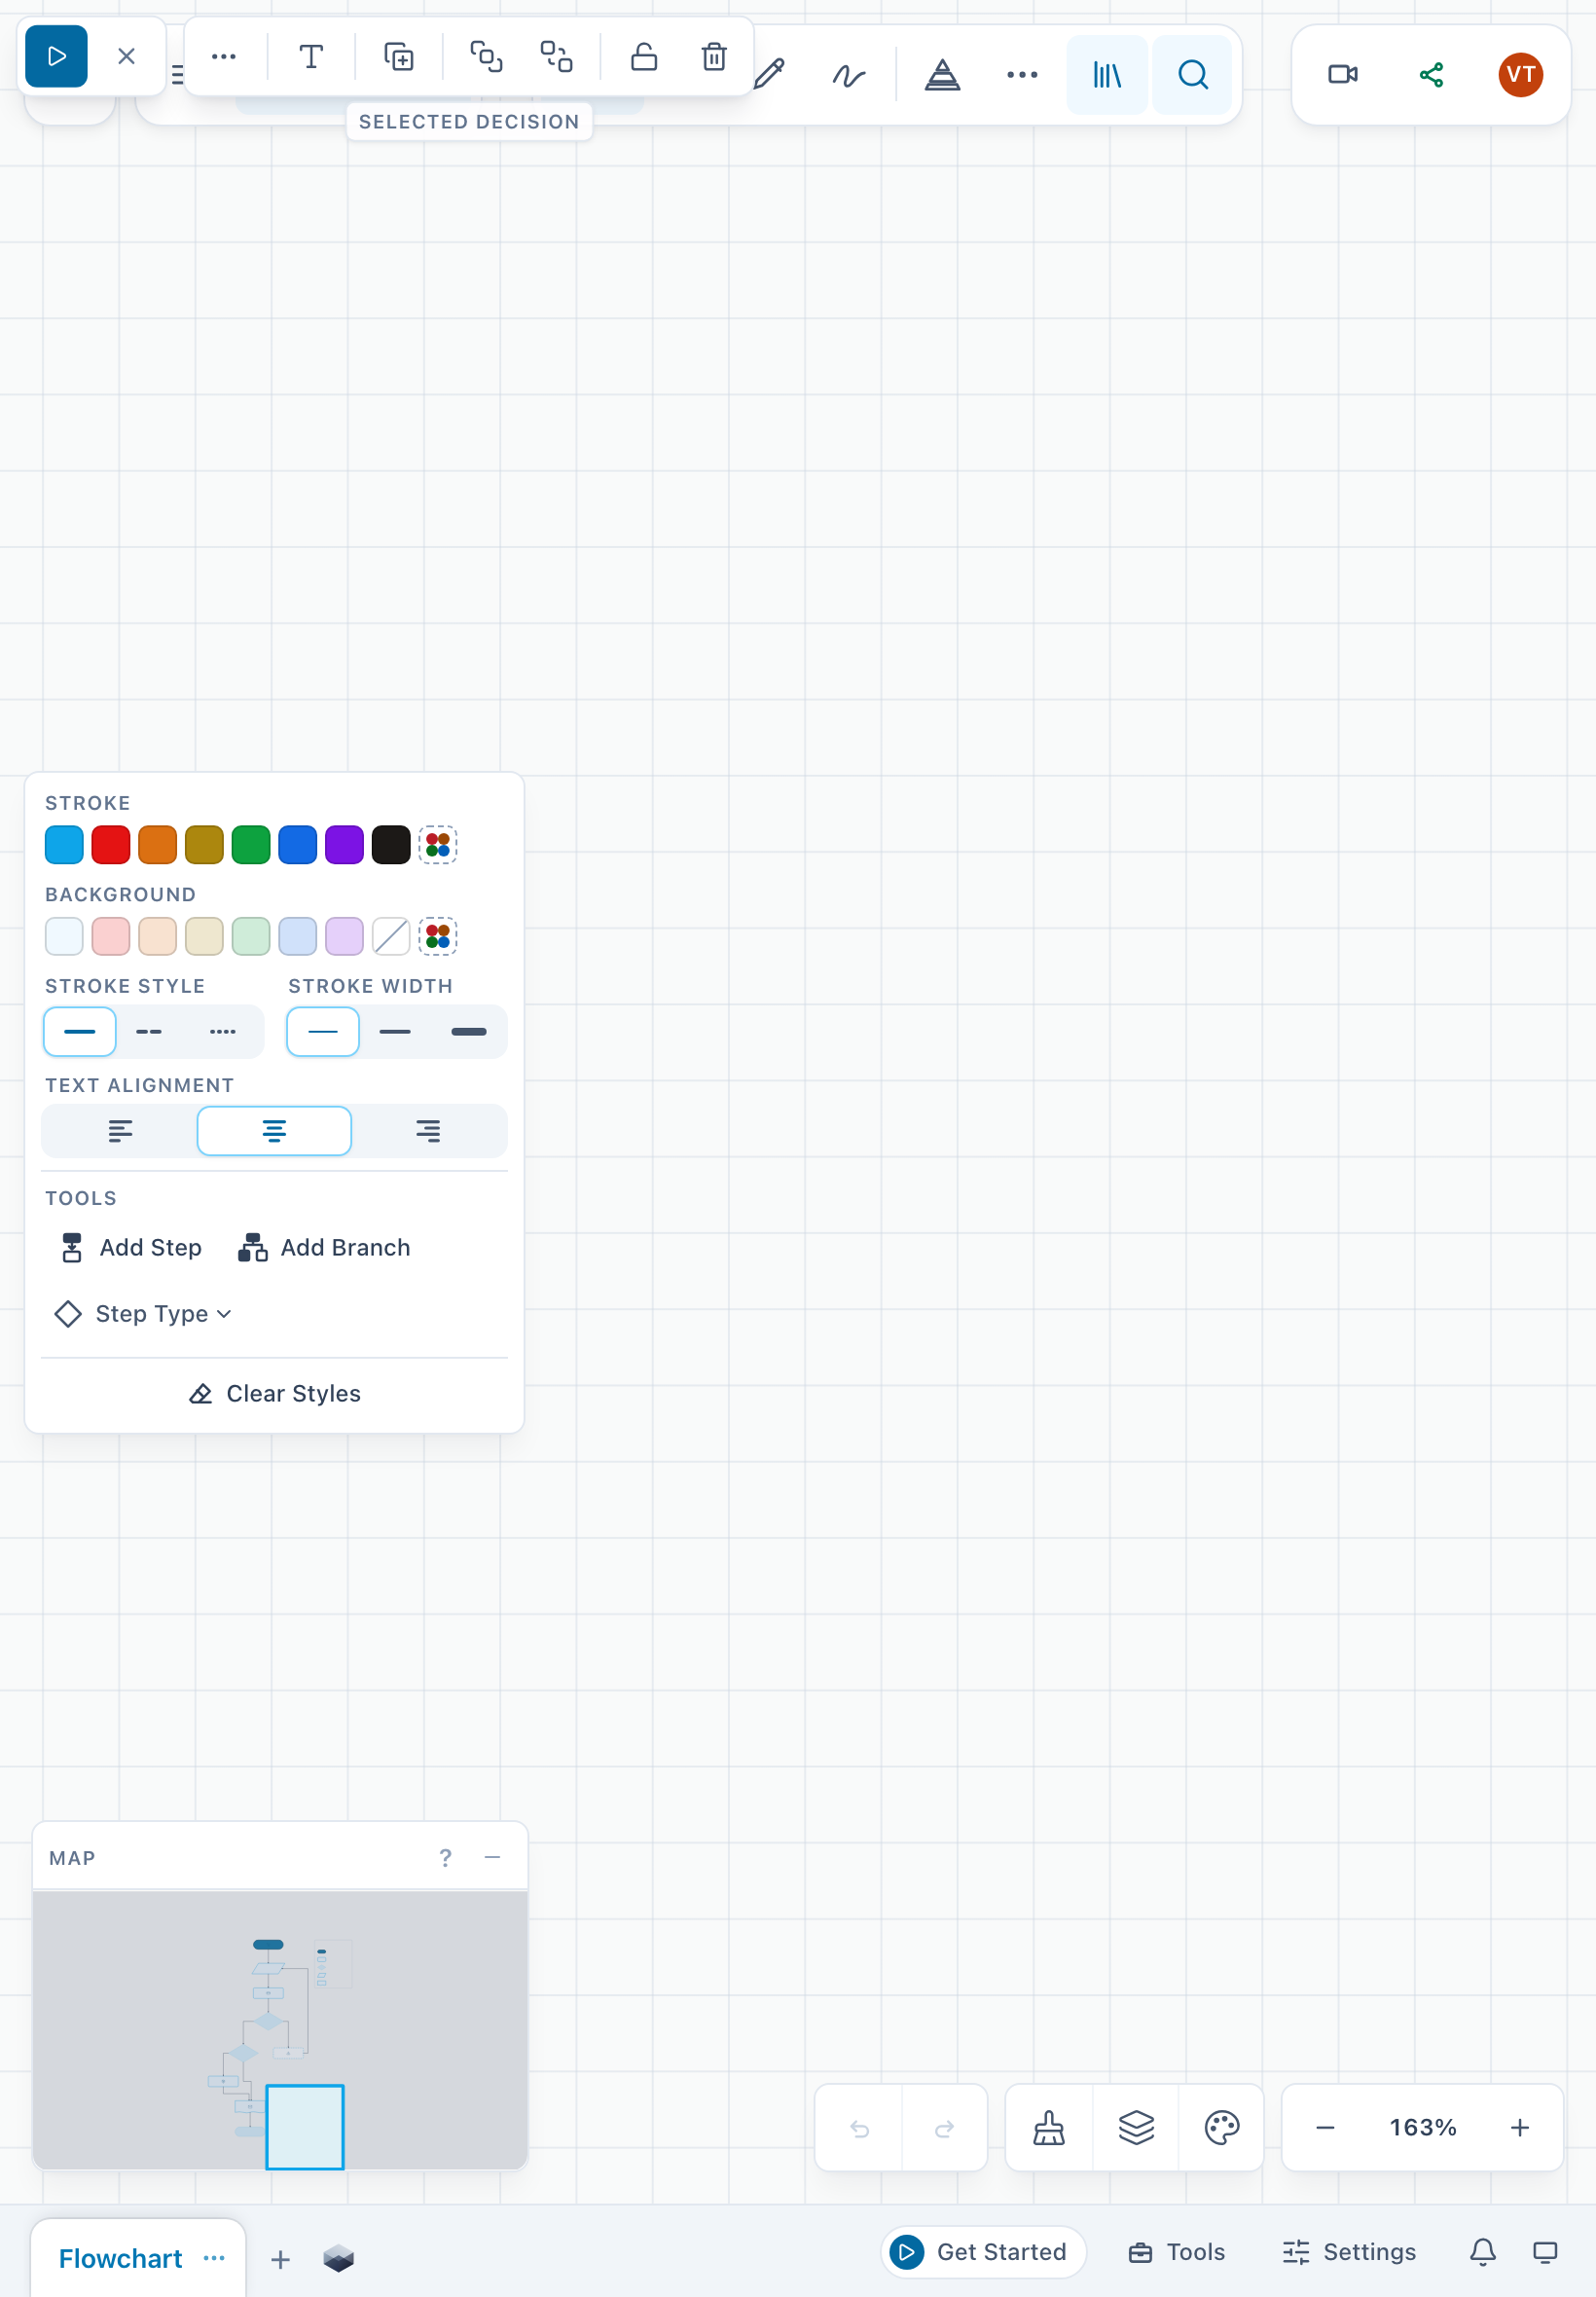 SELECTED DECISION
VT
STROKE
BACKGROUND
STROKE STYLE
STROKE WIDTH
TEXT ALIGNMENT
TOOLS
Add Step
Add Branch
Step Type
Clear Styles
MAP
?
163%
Flowchart
Get Started
Tools
Settings